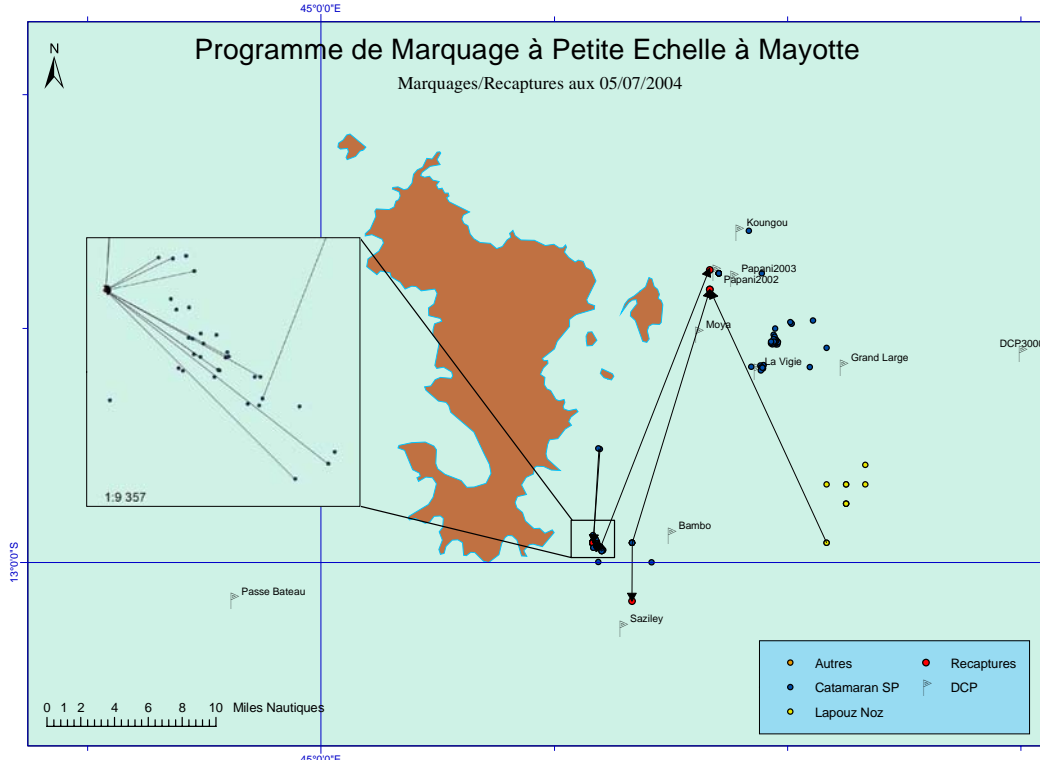 45°0'0"E
N
Programme de Marquage à Petite Echelle à Mayotte
Marquages/Recaptures aux 05/07/2004
Koungou
Papani2003
Papani2002
Moya
DCP3000
La Vigie
Grand Large
1:9 357
Bambo
13°0'0"S
Passe Bateau
Saziley
Autres
Recaptures
Catamaran SP
DCP
Lapouz Noz
0 1 2 4 6 8 10 Miles Nautiques
45°0'0"E